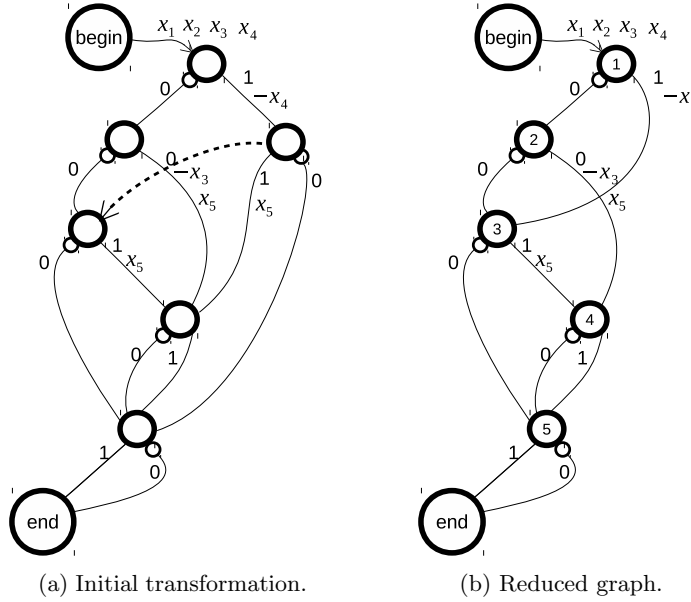 x₁ x₂ x₃ x₄
begin
0
1
−x₄
0
0
−x₃
1
0
x₅
x₅
0
1
x₅
0
1
1
0
end
(a) Initial transformation.
x₁ x₂ x₃ x₄
begin
1
0
1
−x
2
0
0
−x₃
x₅
3
0
1
x₅
4
0
1
5
1
0
end
(b) Reduced graph.